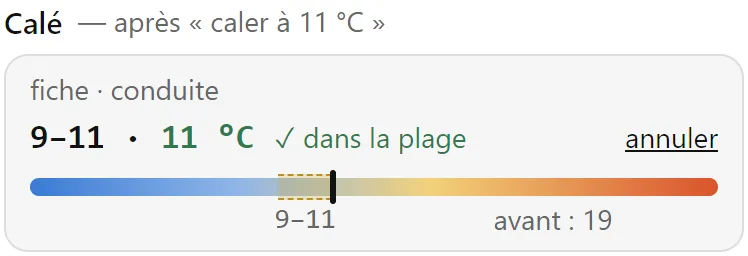 Calé — après « caler à 11 °C »
fiche · conduite
9–11 · 11 °C ✓ dans la plage annuler
9–11 avant : 19